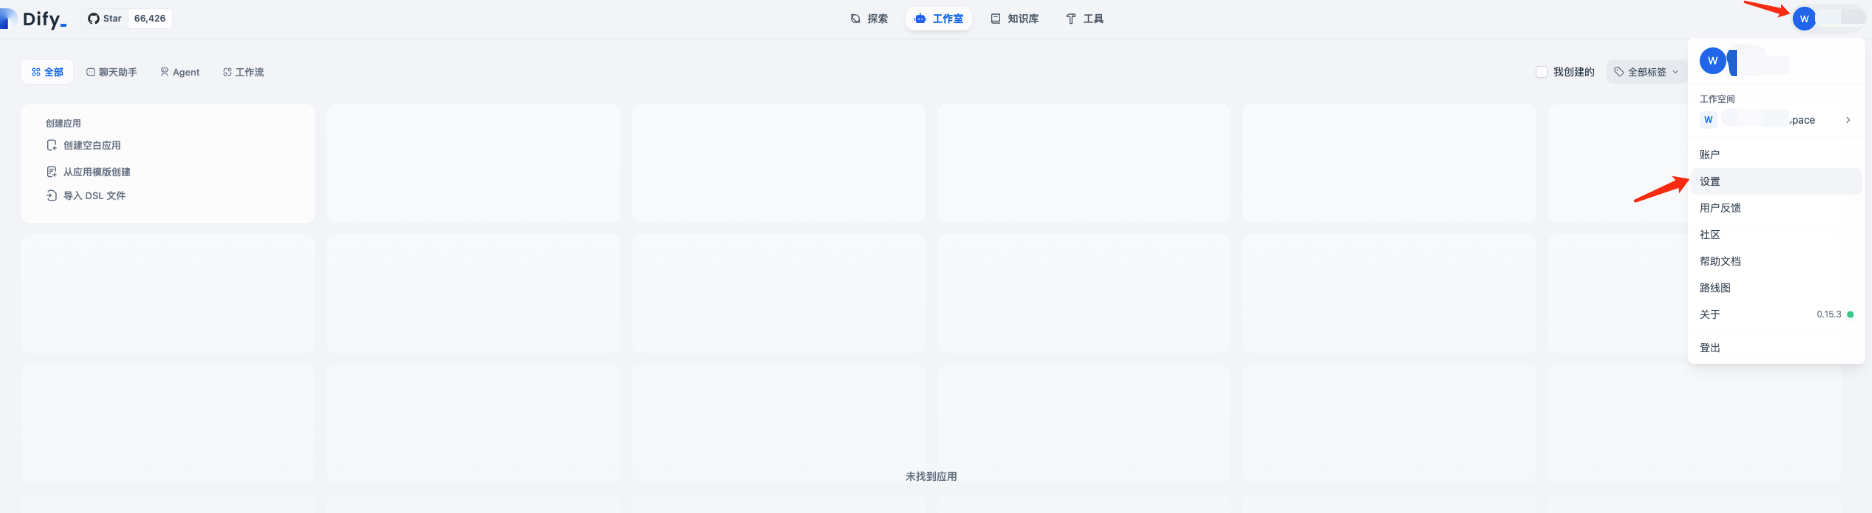 Dify_
Star 66,426
探索
工作室
知识库
工具
W
全部
聊天助手
Agent
工作流
我创建的
全部标签
创建应用
创建空白应用
从应用模版创建
导入 DSL 文件
未找到应用
W
工作空间
W
pace
账户
设置
用户反馈
社区
帮助文档
路线图
关于 0.15.3
登出